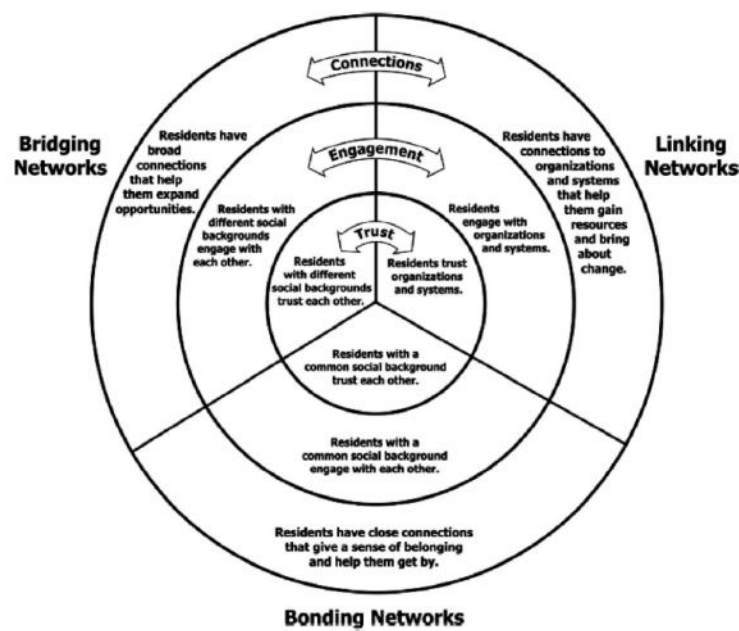 Connections
Bridging
Networks
Residents have
broad
connections
that help
them expand
opportunities.
Residents have
connections to
organizations
and systems
that help
them gain
resources
and bring
about
change.
Linking
Networks
Engagement
Residents with
different social
backgrounds
engage with
each other.
Residents
engage with
organizations
and systems.
Trust
Residents
with different
social backgrounds
trust each other.
Residents trust
organizations
and systems.
Residents with a
common social background
trust each other.
Residents with a
common social background
engage with each other.
Residents have close connections
that give a sense of belonging
and help them get by.
Bonding Networks